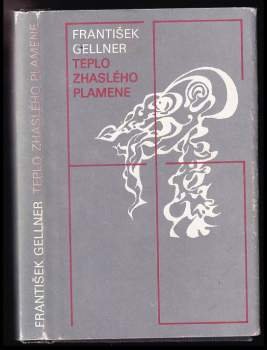 FRANTIŠEK
GELLNER
TEPLO
ZHASLÉHO
PLAMENE
FRANTIŠEK GELLNER TEPLO ZHASLÉHO PLAMENE